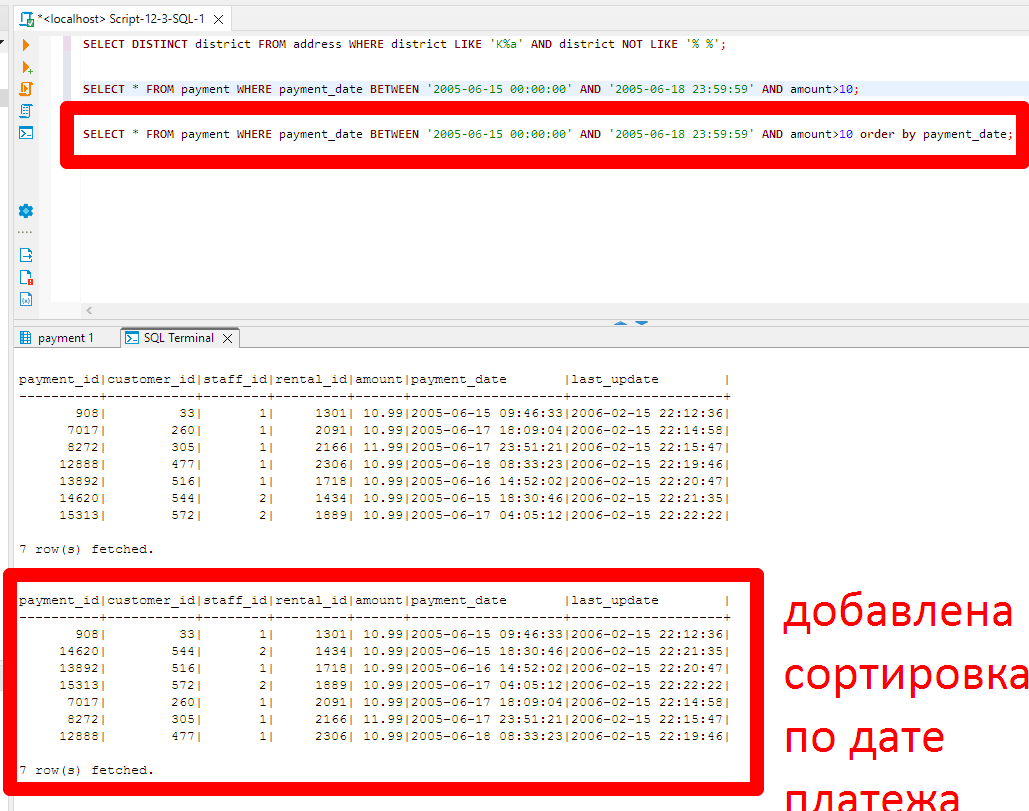 *<localhost> Script-12-3-SQL-1
SELECT DISTINCT district FROM address WHERE district LIKE 'K%a' AND district NOT LIKE '% %';
SELECT * FROM payment WHERE payment_date BETWEEN '2005-06-15 00:00:00' AND '2005-06-18 23:59:59' AND amount>10;
SELECT * FROM payment WHERE payment_date BETWEEN '2005-06-15 00:00:00' AND '2005-06-18 23:59:59' AND amount>10 order by payment_date;
payment 1
SQL Terminal
payment_id|customer_id|staff_id|rental_id|amount|payment_date       |last_update        |
----------+-----------+--------+---------+------+-------------------+-------------------+
       908|         33|       1|     1301| 10.99|2005-06-15 09:46:33|2006-02-15 22:12:36|
      7017|        260|       1|     2091| 10.99|2005-06-17 18:09:04|2006-02-15 22:14:58|
      8272|        305|       1|     2166| 11.99|2005-06-17 23:51:21|2006-02-15 22:15:47|
     12888|        477|       1|     2306| 10.99|2005-06-18 08:33:23|2006-02-15 22:19:46|
     13892|        516|       1|     1718| 10.99|2005-06-16 14:52:02|2006-02-15 22:20:47|
     14620|        544|       2|     1434| 10.99|2005-06-15 18:30:46|2006-02-15 22:21:35|
     15313|        572|       2|     1889| 10.99|2005-06-17 04:05:12|2006-02-15 22:22:22|
7 row(s) fetched.
payment_id|customer_id|staff_id|rental_id|amount|payment_date       |last_update        |
----------+-----------+--------+---------+------+-------------------+-------------------+
       908|         33|       1|     1301| 10.99|2005-06-15 09:46:33|2006-02-15 22:12:36|
     14620|        544|       2|     1434| 10.99|2005-06-15 18:30:46|2006-02-15 22:21:35|
     13892|        516|       1|     1718| 10.99|2005-06-16 14:52:02|2006-02-15 22:20:47|
     15313|        572|       2|     1889| 10.99|2005-06-17 04:05:12|2006-02-15 22:22:22|
      7017|        260|       1|     2091| 10.99|2005-06-17 18:09:04|2006-02-15 22:14:58|
      8272|        305|       1|     2166| 11.99|2005-06-17 23:51:21|2006-02-15 22:15:47|
     12888|        477|       1|     2306| 10.99|2005-06-18 08:33:23|2006-02-15 22:19:46|
7 row(s) fetched.
добавлена
сортировка
по дате
платежа